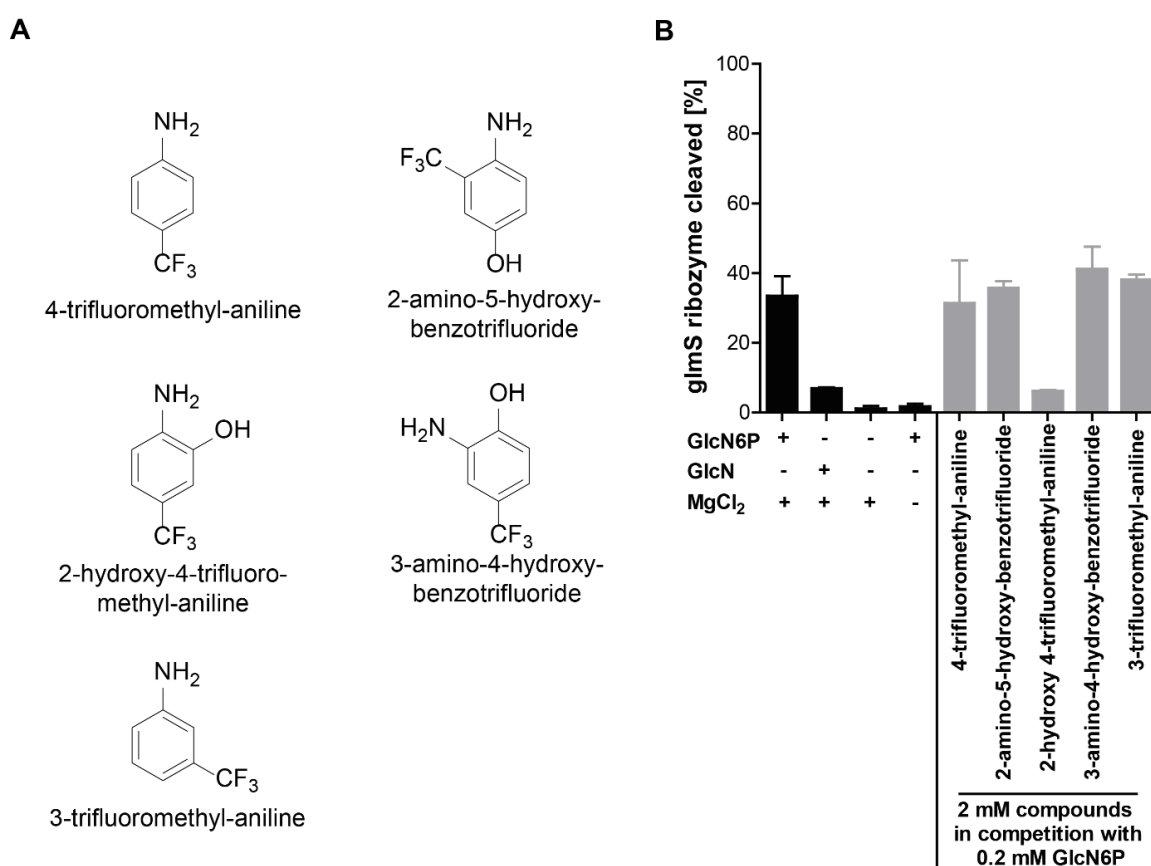 A
NH2
CF3
4-trifluoromethyl-aniline
NH2
F3C
OH
2-amino-5-hydroxy-
benzotrifluoride
NH2
OH
CF3
2-hydroxy-4-trifluoro-
methyl-aniline
OH
H2N
CF3
3-amino-4-hydroxy-
benzotrifluoride
NH2
CF3
3-trifluoromethyl-aniline
B
glmS ribozyme cleaved [%]
100
80
60
40
20
0
GlcN6P + - - +
GlcN - + - -
MgCl2 + + + -
4-trifluoromethyl-aniline
2-amino-5-hydroxy-benzotrifluoride
2-hydroxy 4-trifluoromethyl-aniline
3-amino-4-hydroxy-benzotrifluoride
3-trifluoromethyl-aniline
2 mM compounds
in competition with
0.2 mM GlcN6P